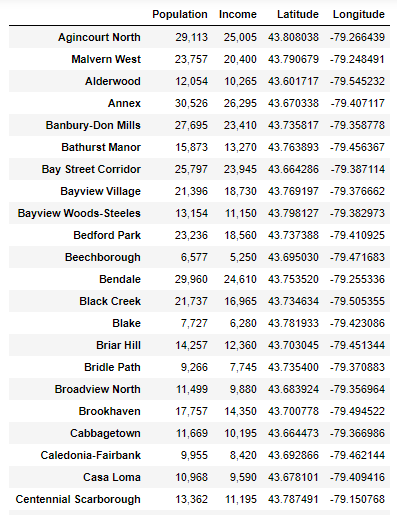 Population Income Latitude Longitude
Agincourt North 29,113 25,005 43.808038 -79.266439
Malvern West 23,757 20,400 43.790679 -79.248491
Alderwood 12,054 10,265 43.601717 -79.545232
Annex 30,526 26,295 43.670338 -79.407117
Banbury-Don Mills 27,695 23,410 43.735817 -79.358778
Bathurst Manor 15,873 13,270 43.763893 -79.456367
Bay Street Corridor 25,797 23,945 43.664286 -79.387114
Bayview Village 21,396 18,730 43.769197 -79.376662
Bayview Woods-Steeles 13,154 11,150 43.798127 -79.382973
Bedford Park 23,236 18,560 43.737388 -79.410925
Beechborough 6,577 5,250 43.695030 -79.471683
Bendale 29,960 24,610 43.753520 -79.255336
Black Creek 21,737 16,965 43.734634 -79.505355
Blake 7,727 6,280 43.781933 -79.423086
Briar Hill 14,257 12,360 43.703045 -79.451344
Bridle Path 9,266 7,745 43.735400 -79.370883
Broadview North 11,499 9,880 43.683924 -79.356964
Brookhaven 17,757 14,350 43.700778 -79.494522
Cabbagetown 11,669 10,195 43.664473 -79.366986
Caledonia-Fairbank 9,955 8,420 43.692866 -79.462144
Casa Loma 10,968 9,590 43.678101 -79.409416
Centennial Scarborough 13,362 11,195 43.787491 -79.150768